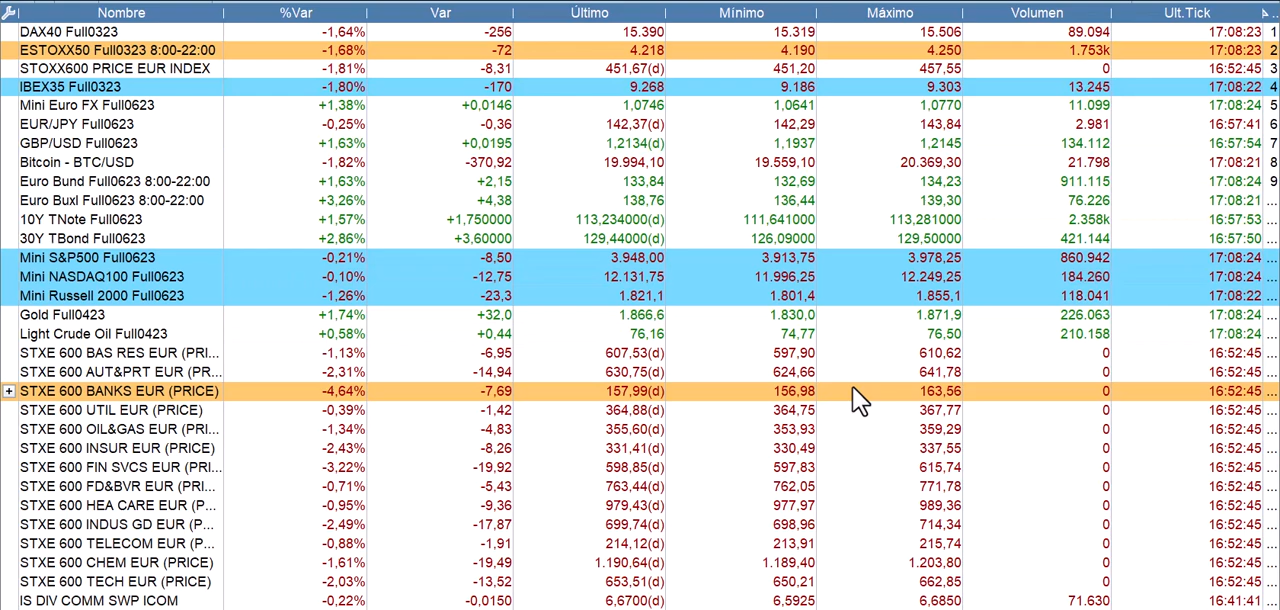 Nombre %Var Var Último Mínimo Máximo Volumen Ult.Tick
DAX40 Full0323 -1,64% -256 15.390 15.319 15.506 89.094 17:08:23 1
ESTOXX50 Full0323 8:00-22:00 -1,68% -72 4.218 4.190 4.250 1.753k 17:08:23 2
STOXX600 PRICE EUR INDEX -1,81% -8,31 451,67(d) 451,20 457,55 0 16:52:45 3
IBEX35 Full0323 -1,80% -170 9.268 9.186 9.303 13.245 17:08:22 4
Mini Euro FX Full0623 +1,38% +0,0146 1,0746 1,0641 1,0770 11.099 17:08:24 5
EUR/JPY Full0623 -0,25% -0,36 142,37(d) 142,29 143,84 2.981 16:57:41 6
GBP/USD Full0623 +1,63% +0,0195 1,2134(d) 1,1937 1,2145 134.112 16:57:54 7
Bitcoin - BTC/USD -1,82% -370,92 19.994,10 19.559,10 20.369,30 21.798 17:08:21 8
Euro Bund Full0623 8:00-22:00 +1,63% +2,15 133,84 132,69 134,23 911.115 17:08:24 9
Euro Buxl Full0623 8:00-22:00 +3,26% +4,38 138,76 136,44 139,30 76.226 17:08:21 ...
10Y TNote Full0623 +1,57% +1,750000 113,234000(d) 111,641000 113,281000 2.358k 16:57:53 ...
30Y TBond Full0623 +2,86% +3,60000 129,44000(d) 126,09000 129,50000 421.144 16:57:50 ...
Mini S&P500 Full0623 -0,21% -8,50 3.948,00 3.913,75 3.978,25 860.942 17:08:24 ...
Mini NASDAQ100 Full0623 -0,10% -12,75 12.131,75 11.996,25 12.249,25 184.260 17:08:24 ...
Mini Russell 2000 Full0623 -1,26% -23,3 1.821,1 1.801,4 1.855,1 118.041 17:08:22 ...
Gold Full0423 +1,74% +32,0 1.866,6 1.830,0 1.871,9 226.063 17:08:24 ...
Light Crude Oil Full0423 +0,58% +0,44 76,16 74,77 76,50 210.158 17:08:24 ...
STXE 600 BAS RES EUR (PRI... -1,13% -6,95 607,53(d) 597,90 610,62 0 16:52:45 ...
STXE 600 AUT&PRT EUR (PR... -2,31% -14,94 630,75(d) 624,66 641,78 0 16:52:45 ...
STXE 600 BANKS EUR (PRICE) -4,64% -7,69 157,99(d) 156,98 163,56 0 16:52:45 ...
STXE 600 UTIL EUR (PRICE) -0,39% -1,42 364,88(d) 364,75 367,77 0 16:52:45 ...
STXE 600 OIL&GAS EUR (PRI... -1,34% -4,83 355,60(d) 353,93 359,29 0 16:52:45 ...
STXE 600 INSUR EUR (PRICE) -2,43% -8,26 331,41(d) 330,49 337,55 0 16:52:45 ...
STXE 600 FIN SVCS EUR (PRI... -3,22% -19,92 598,85(d) 597,83 615,74 0 16:52:45 ...
STXE 600 FD&BVR EUR (PRI... -0,71% -5,43 763,44(d) 762,05 771,78 0 16:52:45 ...
STXE 600 HEA CARE EUR (P... -0,95% -9,36 979,43(d) 977,97 989,36 0 16:52:45 ...
STXE 600 INDUS GD EUR (P... -2,49% -17,87 699,74(d) 698,96 714,34 0 16:52:45 ...
STXE 600 TELECOM EUR (P... -0,88% -1,91 214,12(d) 213,91 215,74 0 16:52:45 ...
STXE 600 CHEM EUR (PRICE) -1,61% -19,49 1.190,64(d) 1.189,40 1.203,80 0 16:52:45 ...
STXE 600 TECH EUR (PRICE) -2,03% -13,52 653,51(d) 650,21 662,85 0 16:52:45 ...
IS DIV COMM SWP ICOM -0,22% -0,0150 6,6700(d) 6,5925 6,6850 71.630 16:41:41 ...